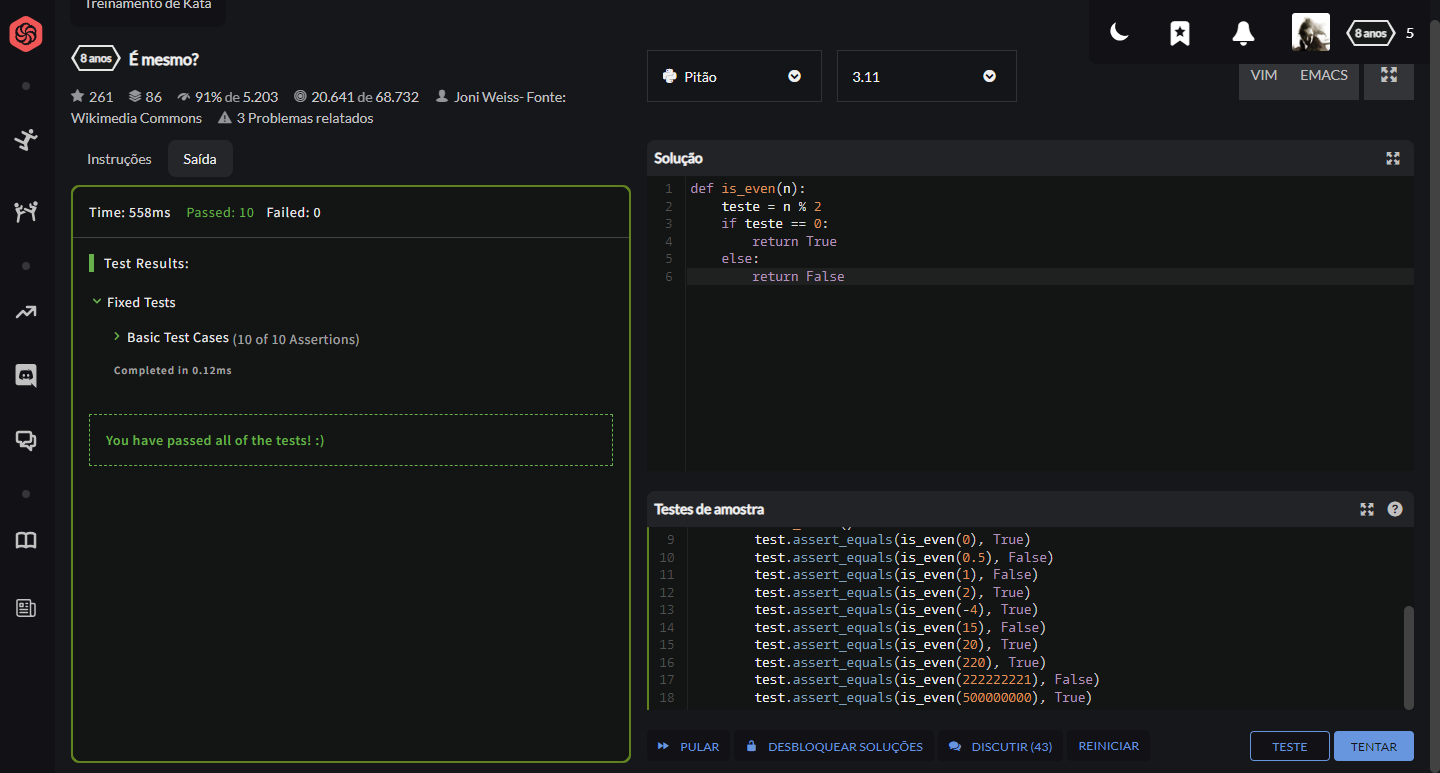 Treinamento de Kata
8 anos É mesmo?
261 86 91% de 5.203 20.641 de 68.732 Joni Weiss- Fonte:
Wikimedia Commons 3 Problemas relatados
Instruções Saída
Time: 558ms Passed: 10 Failed: 0
Test Results:
Fixed Tests
Basic Test Cases (10 of 10 Assertions)
Completed in 0.12ms
You have passed all of the tests! :)
8 anos 5
Pitão 3.11 VIM EMACS
Solução
1 def is_even(n):
2 teste = n % 2
3 if teste == 0:
4 return True
5 else:
6 return False
Testes de amostra
9 test.assert_equals(is_even(0), True)
10 test.assert_equals(is_even(0.5), False)
11 test.assert_equals(is_even(1), False)
12 test.assert_equals(is_even(2), True)
13 test.assert_equals(is_even(-4), True)
14 test.assert_equals(is_even(15), False)
15 test.assert_equals(is_even(20), True)
16 test.assert_equals(is_even(220), True)
17 test.assert_equals(is_even(222222221), False)
18 test.assert_equals(is_even(500000000), True)
PULAR DESBLOQUEAR SOLUÇÕES DISCUTIR (43) REINICIAR TESTE TENTAR